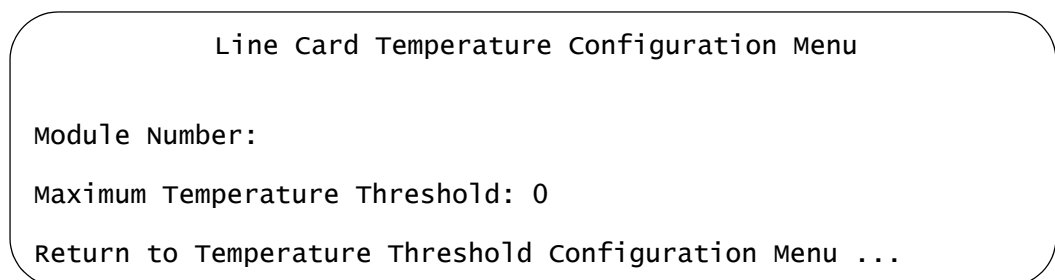 Line Card Temperature Configuration Menu
Module Number:
Maximum Temperature Threshold: 0
Return to Temperature Threshold Configuration Menu ...